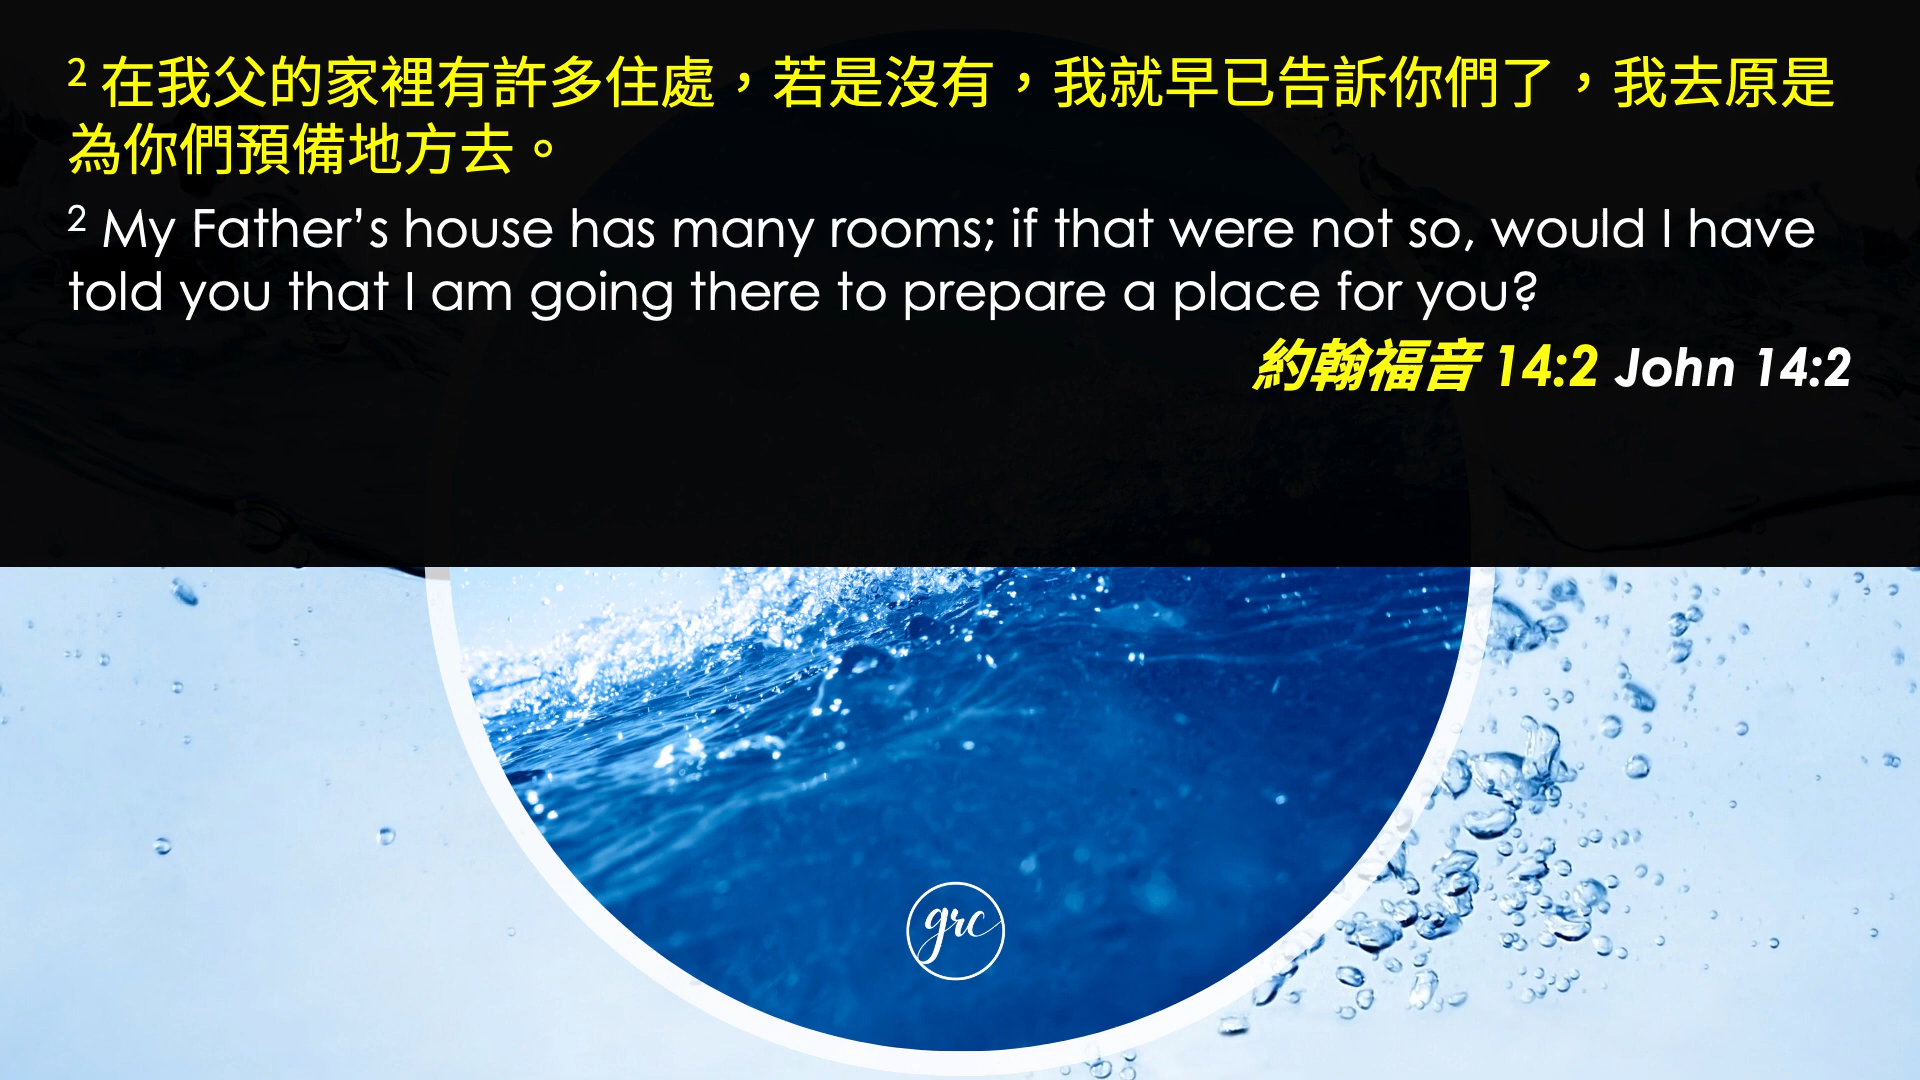 2 在我父的家裡有許多住處，若是沒有，我就早已告訴你們了，我去原是
為你們預備地方去。
2 My Father’s house has many rooms; if that were not so, would I have
told you that I am going there to prepare a place for you?
約翰福音 14:2 John 14:2
grc